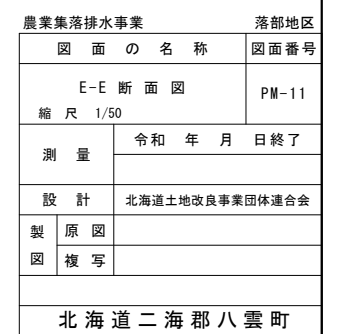 農業集落排水事業 落部地区
図面の名称 図面番号
E-E 断面図 PM-11
縮尺 1/50
測量 令和 年 月 日終了
設計 北海道土地改良事業団体連合会
製図 原図
複写
北海道二海郡八雲町